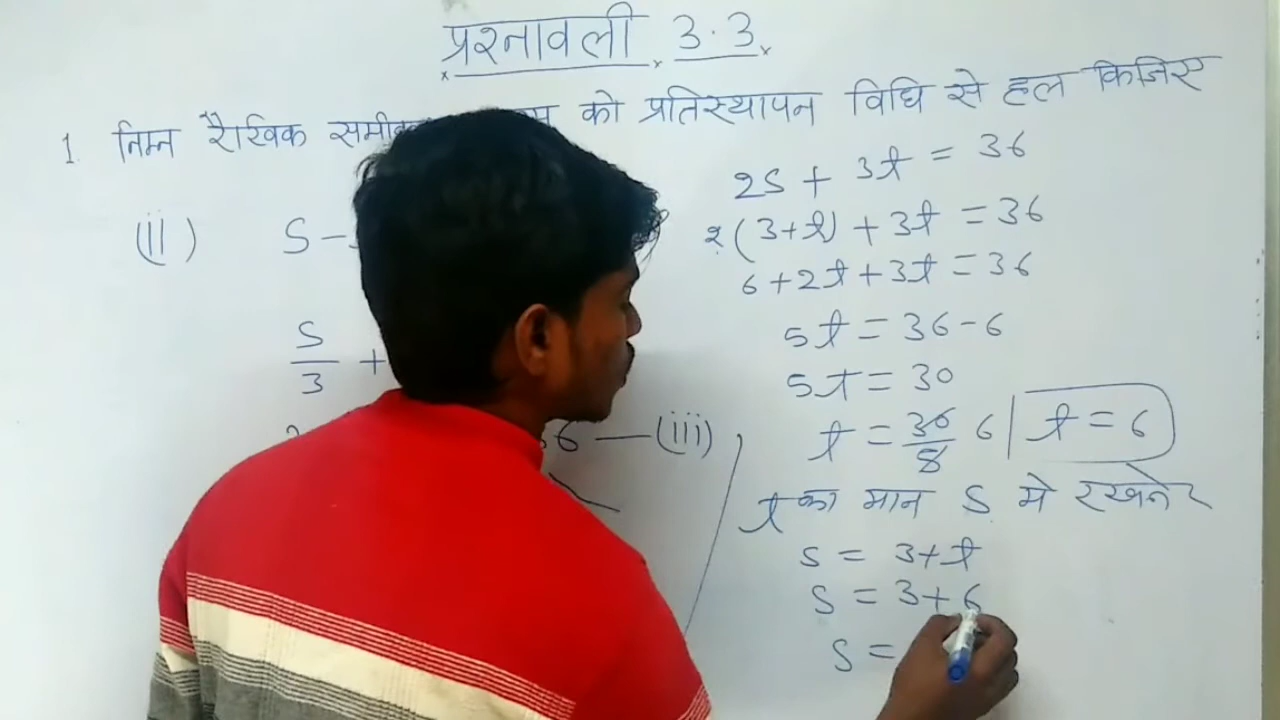 प्रश्नावली 3.3
1. निम्न रैखिक को प्रतिस्थापन विधि से हल किजिए
(ii) S -
S/3 +
— (iii)
2S + 3t = 36
2(3+t) + 3t = 36
6 + 2t + 3t = 36
5t = 36 - 6
5t = 30
t = 30/5 6 | t = 6
t का मान S मे रखने
S = 3 + t
S = 3 + 6
S =